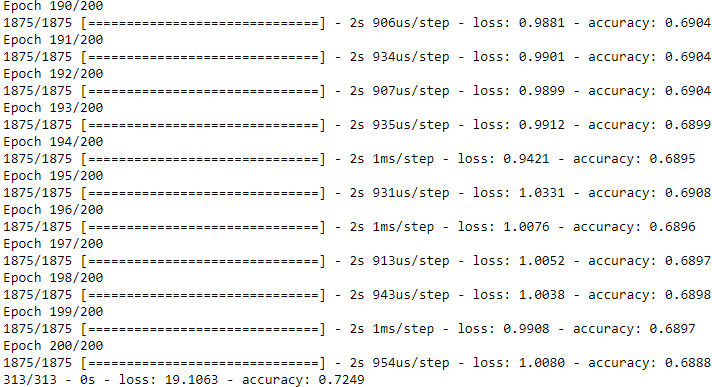 Epoch 190/200
1875/1875 [==============================] - 2s 906us/step - loss: 0.9881 - accuracy: 0.6904
Epoch 191/200
1875/1875 [==============================] - 2s 934us/step - loss: 0.9901 - accuracy: 0.6904
Epoch 192/200
1875/1875 [==============================] - 2s 907us/step - loss: 0.9899 - accuracy: 0.6904
Epoch 193/200
1875/1875 [==============================] - 2s 935us/step - loss: 0.9912 - accuracy: 0.6899
Epoch 194/200
1875/1875 [==============================] - 2s 1ms/step - loss: 0.9421 - accuracy: 0.6895
Epoch 195/200
1875/1875 [==============================] - 2s 931us/step - loss: 1.0331 - accuracy: 0.6908
Epoch 196/200
1875/1875 [==============================] - 2s 1ms/step - loss: 1.0076 - accuracy: 0.6896
Epoch 197/200
1875/1875 [==============================] - 2s 913us/step - loss: 1.0052 - accuracy: 0.6897
Epoch 198/200
1875/1875 [==============================] - 2s 943us/step - loss: 1.0038 - accuracy: 0.6898
Epoch 199/200
1875/1875 [==============================] - 2s 1ms/step - loss: 0.9908 - accuracy: 0.6897
Epoch 200/200
1875/1875 [==============================] - 2s 954us/step - loss: 1.0080 - accuracy: 0.6888
313/313 - 0s - loss: 19.1063 - accuracy: 0.7249